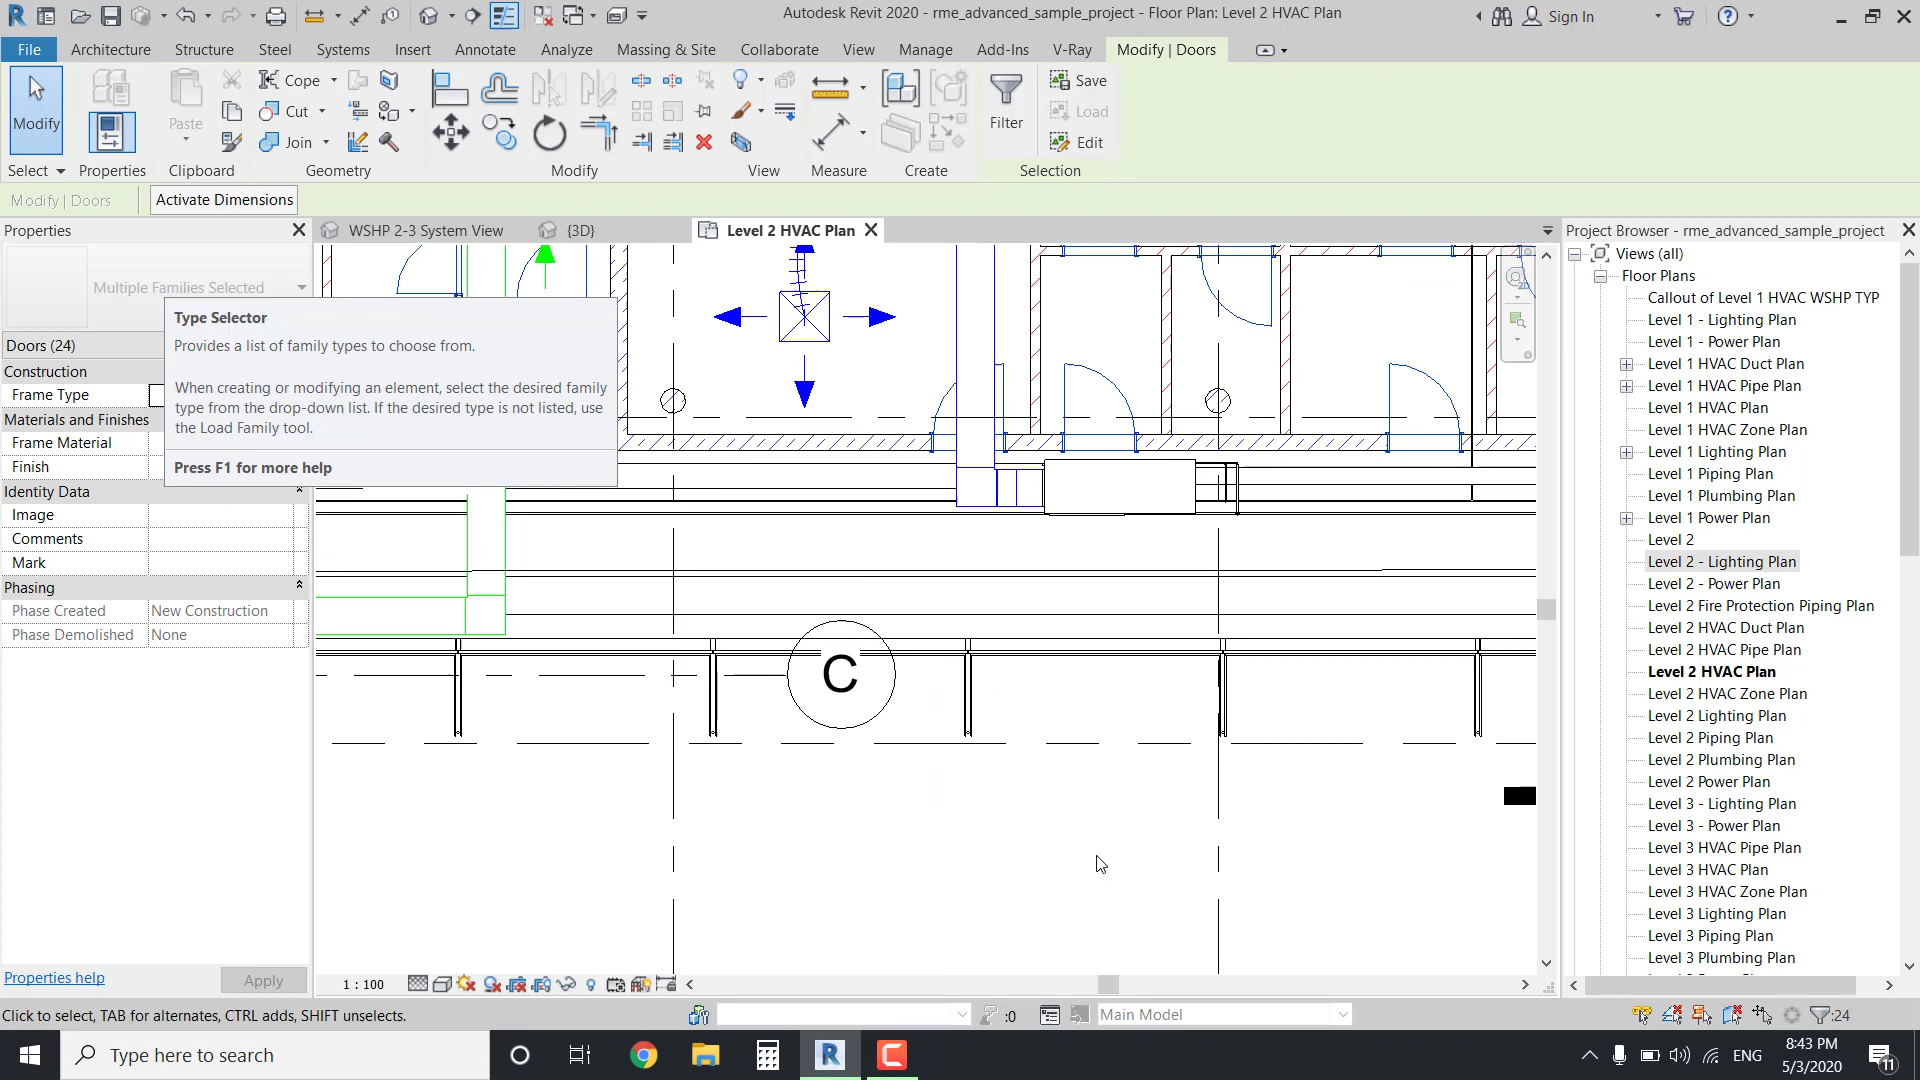 Autodesk Revit 2020 - rme_advanced_sample_project - Floor Plan: Level 2 HVAC Plan
Sign In
File
Architecture
Structure
Steel
Systems
Insert
Annotate
Analyze
Massing & Site
Collaborate
View
Manage
Add-Ins
V-Ray
Modify | Doors
Modify
Paste
Cope
Cut
Join
Filter
Save
Load
Edit
Select
Properties
Clipboard
Geometry
Modify
View
Measure
Create
Selection
Modify | Doors
Activate Dimensions
Properties
Multiple Families Selected
Type Selector
Provides a list of family types to choose from.
When creating or modifying an element, select the desired family
type from the drop-down list. If the desired type is not listed, use
the Load Family tool.
Press F1 for more help
Doors (24)
Construction
Frame Type
Materials and Finishes
Frame Material
Finish
Identity Data
Image
Comments
Mark
Phasing
Phase Created New Construction
Phase Demolished None
Properties help
Apply
WSHP 2-3 System View
{3D}
Level 2 HVAC Plan
2D
C
1 : 100
Project Browser - rme_advanced_sample_project
Views (all)
Floor Plans
Callout of Level 1 HVAC WSHP TYP
Level 1 - Lighting Plan
Level 1 - Power Plan
Level 1 HVAC Duct Plan
Level 1 HVAC Pipe Plan
Level 1 HVAC Plan
Level 1 HVAC Zone Plan
Level 1 Lighting Plan
Level 1 Piping Plan
Level 1 Plumbing Plan
Level 1 Power Plan
Level 2
Level 2 - Lighting Plan
Level 2 - Power Plan
Level 2 Fire Protection Piping Plan
Level 2 HVAC Duct Plan
Level 2 HVAC Pipe Plan
Level 2 HVAC Plan
Level 2 HVAC Zone Plan
Level 2 Lighting Plan
Level 2 Piping Plan
Level 2 Plumbing Plan
Level 2 Power Plan
Level 3 - Lighting Plan
Level 3 - Power Plan
Level 3 HVAC Pipe Plan
Level 3 HVAC Plan
Level 3 HVAC Zone Plan
Level 3 Lighting Plan
Level 3 Piping Plan
Level 3 Plumbing Plan
Click to select, TAB for alternates, CTRL adds, SHIFT unselects.
:0
Main Model
:24
Type here to search
ENG
8:43 PM
5/3/2020
11